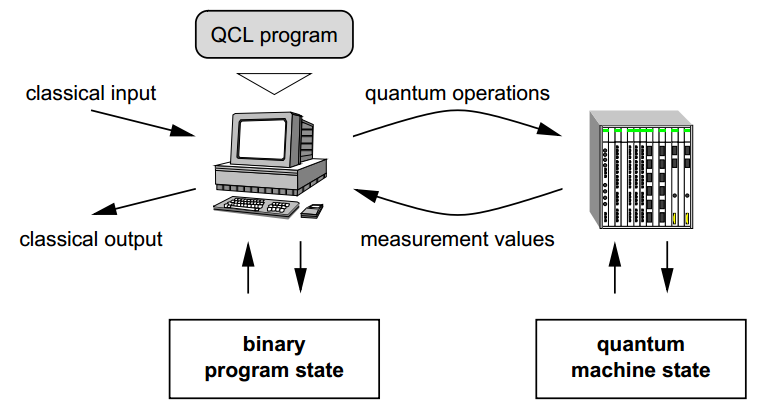 QCL program
classical input
quantum operations
classical output
measurement values
binary
program state
quantum
machine state